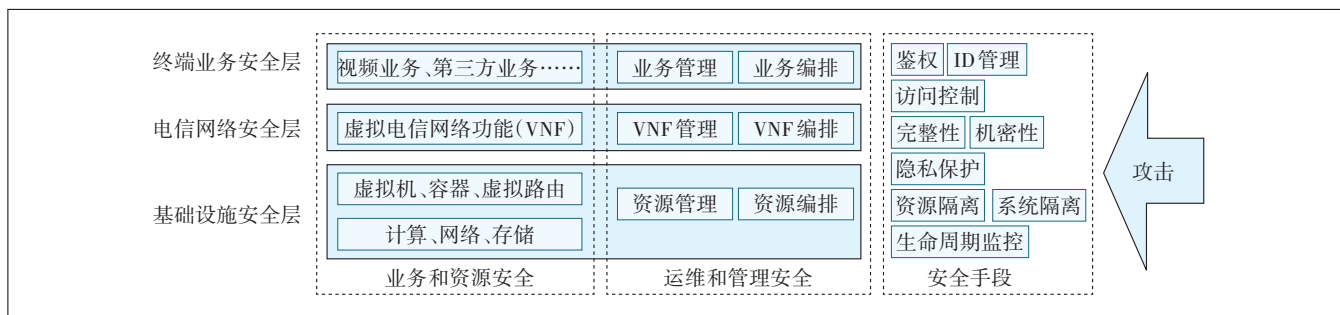 终端业务安全层
视频业务、第三方业务……
业务管理
业务编排
电信网络安全层
虚拟电信网络功能(VNF)
VNF管理
VNF编排
基础设施安全层
虚拟机、容器、虚拟路由
计算、网络、存储
资源管理
资源编排
业务和资源安全
运维和管理安全
鉴权
ID管理
访问控制
完整性
机密性
隐私保护
资源隔离
系统隔离
生命周期监控
安全手段
攻击